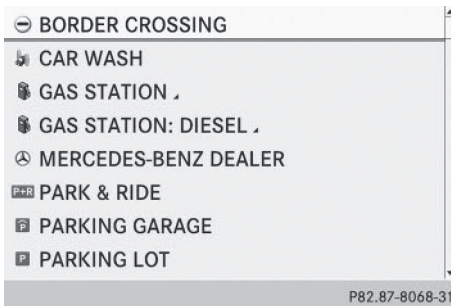 BORDER CROSSING
CAR WASH
GAS STATION
GAS STATION: DIESEL
MERCEDES-BENZ DEALER
P+R PARK & RIDE
P PARKING GARAGE
P PARKING LOT
P82.87-8068-31